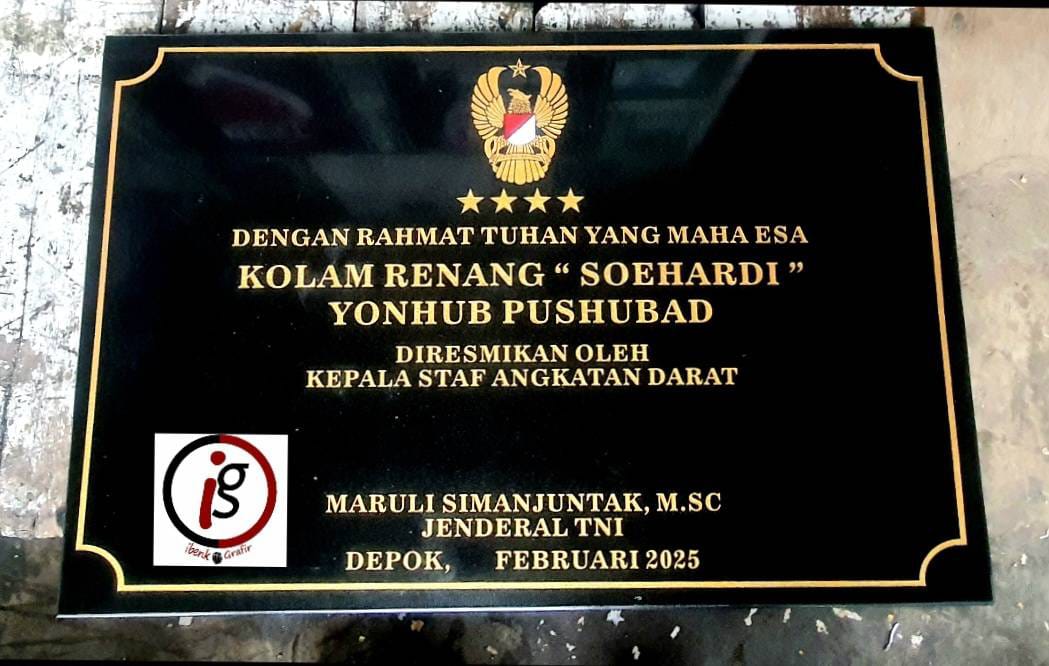 DENGAN RAHMAT TUHAN YANG MAHA ESA
KOLAM RENANG “ SOEHARDI ”
YONHUB PUSHUBAD
DIRESMIKAN OLEH
KEPALA STAF ANGKATAN DARAT
ig
ibenk Grafir
MARULI SIMANJUNTAK, M.SC
JENDERAL TNI
DEPOK, FEBRUARI 2025